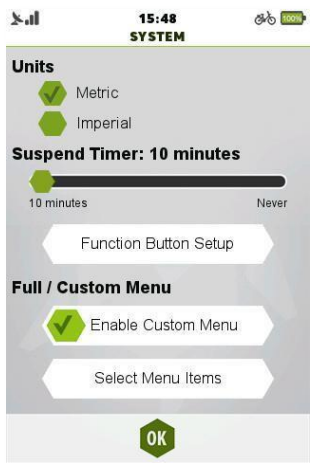 15:48
100%
SYSTEM
Units
Metric
Imperial
Suspend Timer: 10 minutes
10 minutes Never
Function Button Setup
Full / Custom Menu
Enable Custom Menu
Select Menu Items
OK